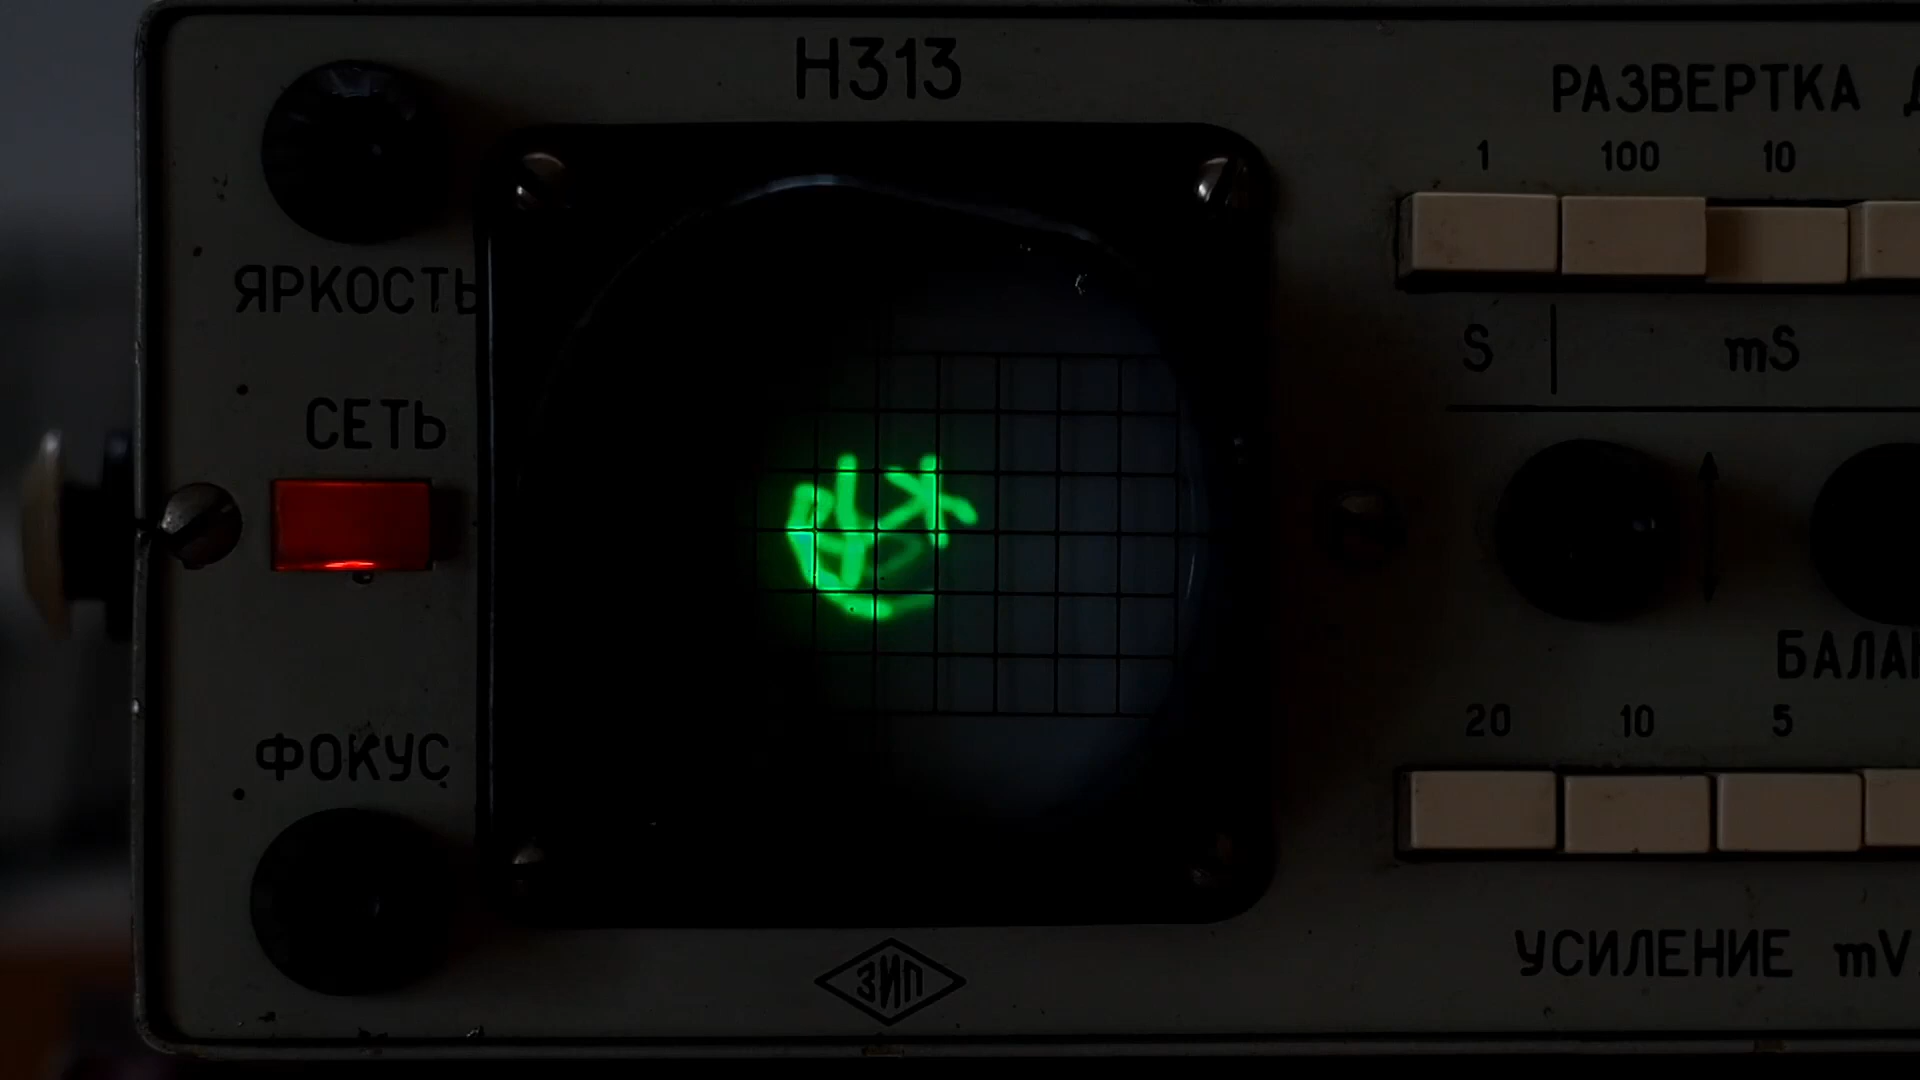 Н313
РАЗВЕРТКА
1 100 10
ЯРКОСТЬ
S mS
СЕТЬ
20 10 5
ФОКУС
УСИЛЕНИЕ mV
ЗИП